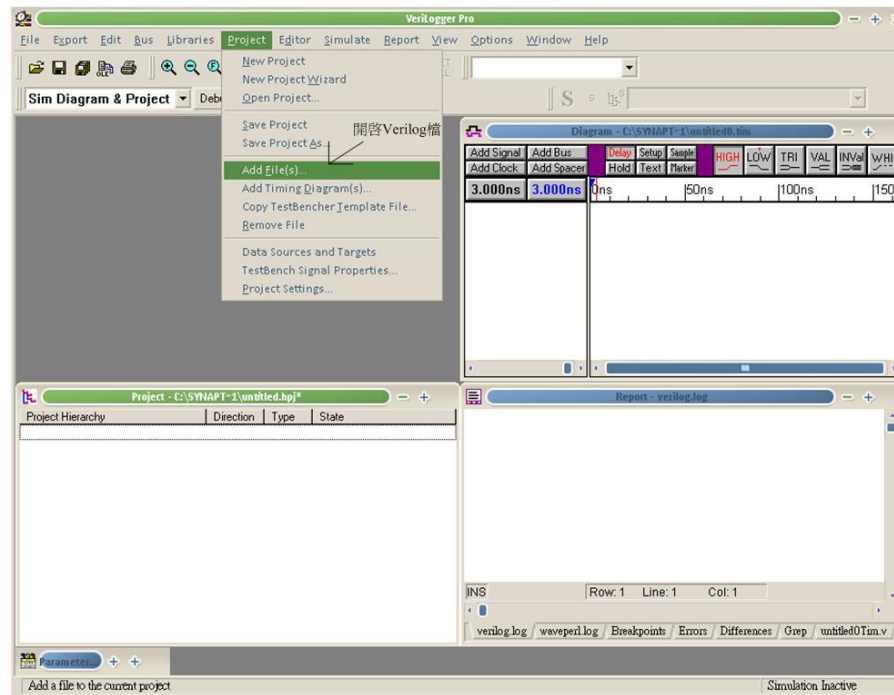 VeriLogger Pro
File Export Edit Bus Libraries Project Editor Simulate Report View Options Window Help
Sim Diagram & Project
New Project
New Project Wizard
Open Project...
Save Project
Save Project As...
開啓Verilog檔
Add File(s)...
Add Timing Diagram(s)...
Copy TestBencher Template File...
Remove File
Data Sources and Targets
TestBench Signal Properties...
Project Settings...
Diagram - C:\SYNAPT~1\untitled0.tim
Add Signal Add Bus Delay Setup Sample HIGH LOW TRI VAL INVal WHI
Add Clock Add Spacer Hold Text Marker
3.000ns 3.000ns 0ns 50ns 100ns 150
Project - C:\SYNAPT~1\untitled.hpj*
Project Hierarchy Direction Type State
Report - verilog.log
INS Row: 1 Line: 1 Col: 1
verilog.log waveperl.log Breakpoints Errors Differences Grep untitled0Tim.v
Parameter...
Add a file to the current project
Simulation Inactive